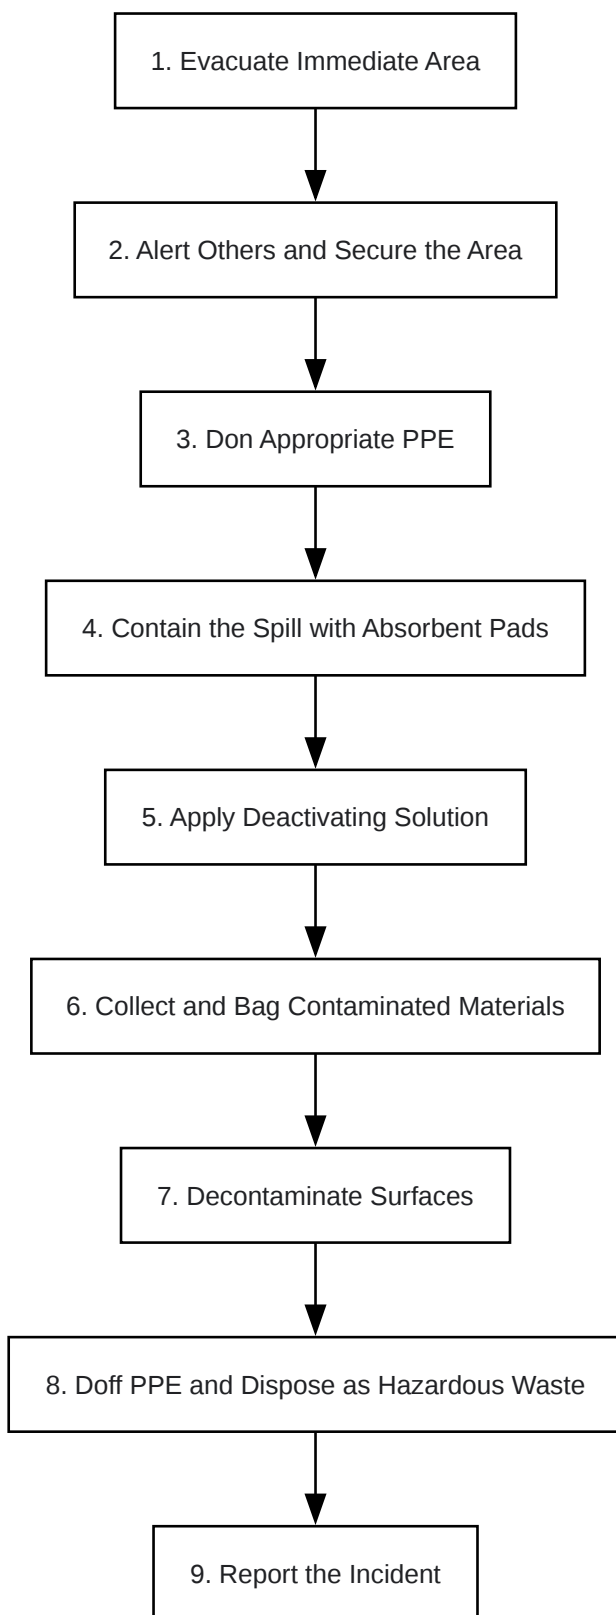 1. Evacuate Immediate Area
2. Alert Others and Secure the Area
3. Don Appropriate PPE
4. Contain the Spill with Absorbent Pads
5. Apply Deactivating Solution
6. Collect and Bag Contaminated Materials
7. Decontaminate Surfaces
8. Doff PPE and Dispose as Hazardous Waste
9. Report the Incident